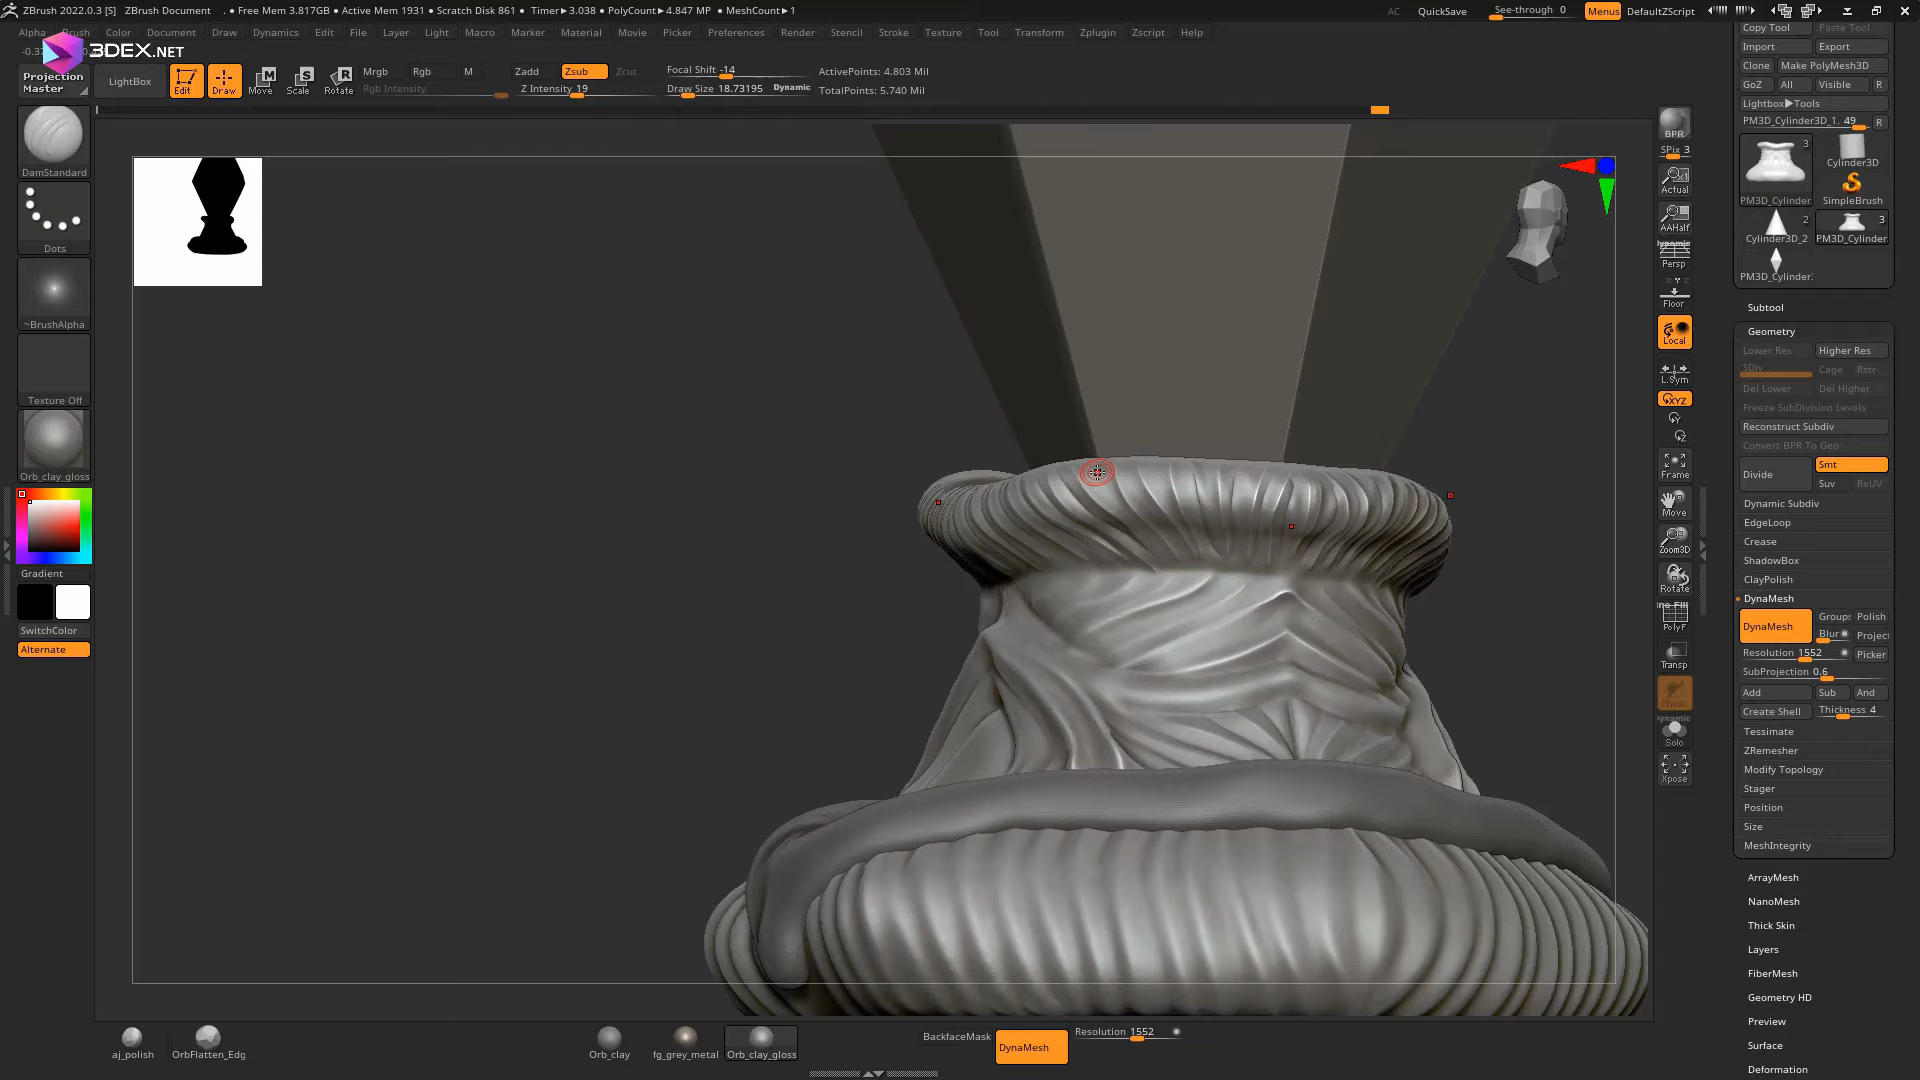 ZBrush 2022.0.3 [S] ZBrush Document . • Free Mem 3.817GB • Active Mem 1931 • Scratch Disk 861 • Timer▶3.038 • PolyCount▶4.847 MP • MeshCount▶1 AC QuickSave See-through 0 Menus DefaultZScript
Alpha Brush Color Document Draw Dynamics Edit File Layer Light Macro Marker Material Movie Picker Preferences Render Stencil Stroke Texture Tool Transform Zplugin Zscript Help
3DEX.NET
Projection Master
LightBox
Edit
Draw
Move
Scale
Rotate
Mrgb Rgb M
Rgb Intensity
Zadd Zsub Zcut
Z Intensity 19
Focal Shift -14
Draw Size 18.73195 Dynamic
ActivePoints: 4.803 Mil
TotalPoints: 5.740 Mil
DamStandard
Dots
~BrushAlpha
Texture Off
Orb_clay_gloss
Gradient
SwitchColor
Alternate
BPR
SPix 3
Actual
AAHalf
Dynamic
Persp
Floor
Local
L.Sym
XYZ
Y
Z
Frame
Move
Zoom3D
Rotate
PolyF
Transp
Ghost
Dynamic
Solo
Xpose
Copy Tool Paste Tool
Import Export
Clone Make PolyMesh3D
GoZ All Visible R
Lightbox▶Tools
PM3D_Cylinder3D_1. 49 R
3
PM3D_Cylinder
Cylinder3D
SimpleBrush
2
Cylinder3D_2
3
PM3D_Cylinder
PM3D_Cylinder
Subtool
Geometry
Lower Res Higher Res
SDiv Cage Rstr
Del Lower Del Higher
Freeze SubDivision Levels
Reconstruct Subdiv
Convert BPR To Geo
Divide Smt
Suv ReUV
Dynamic Subdiv
EdgeLoop
Crease
ShadowBox
ClayPolish
DynaMesh
DynaMesh Groups Polish
Blur Project
Resolution 1552 Picker
SubProjection 0.6
Add Sub And
Create Shell Thickness 4
Tessimate
ZRemesher
Modify Topology
Stager
Position
Size
MeshIntegrity
ArrayMesh
NanoMesh
Thick Skin
Layers
FiberMesh
Geometry HD
Preview
Surface
Deformation
aj_polish
OrbFlatten_Edg
Orb_clay
fg_grey_metal
Orb_clay_gloss
BackfaceMask
DynaMesh
Resolution 1552